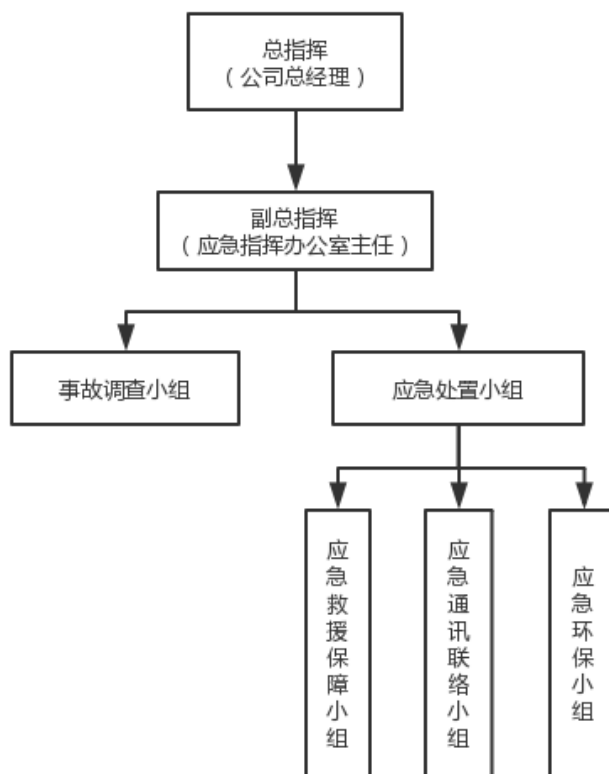 总指挥
（公司总经理）
副总指挥
（应急指挥办公室主任）
事故调查小组
应急处置小组
应急救援保障小组
应急通讯联络小组
应急环保小组